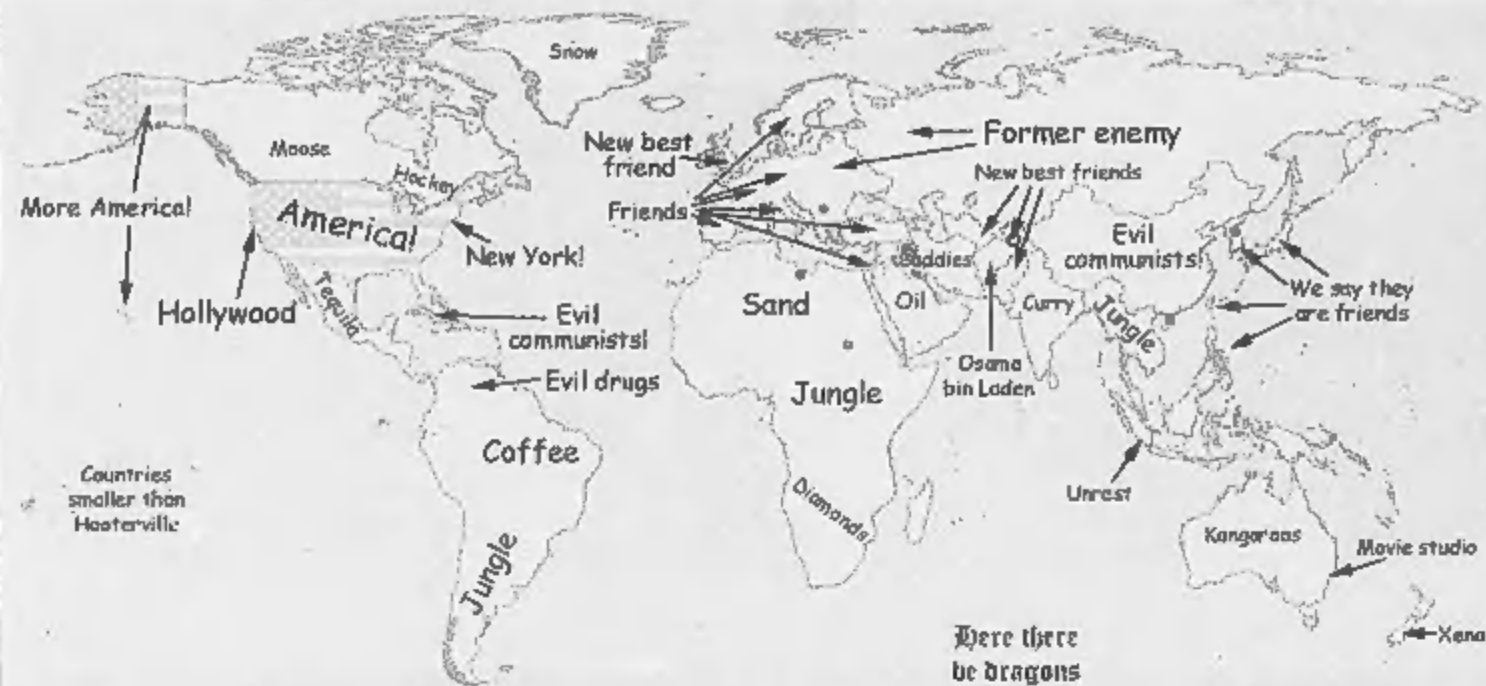 Snow
Moose
Hockey
More America!
America!
New York!
Hollywood
Tequila
Evil
communists!
Evil drugs
Coffee
Jungle
Countries
smaller than
Hooterville
New best
friend
Friends
Former enemy
New best friends
Baddies
Sand
Oil
Jungle
Diamonds!
Osama
bin Laden
Curry
Evil
communists!
Jungle
We say they
are friends
Unrest
Kangaroos
Movie studio
Xena
Here there
be dragons